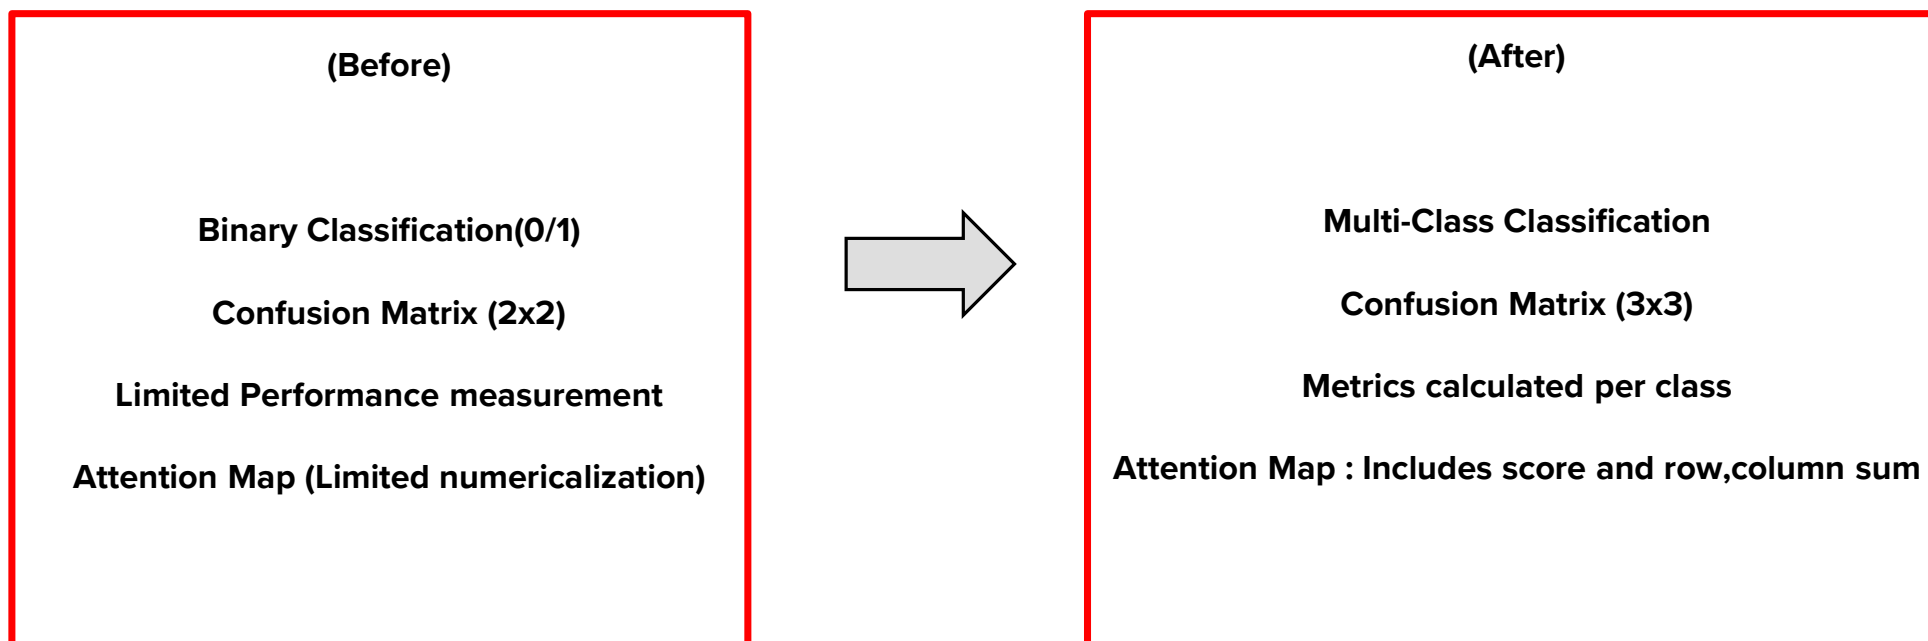 (Before)
Binary Classification(0/1)
Confusion Matrix (2x2)
Limited Performance measurement
Attention Map (Limited numericalization)
(After)
Multi-Class Classification
Confusion Matrix (3x3)
Metrics calculated per class
Attention Map : Includes score and row,column sum